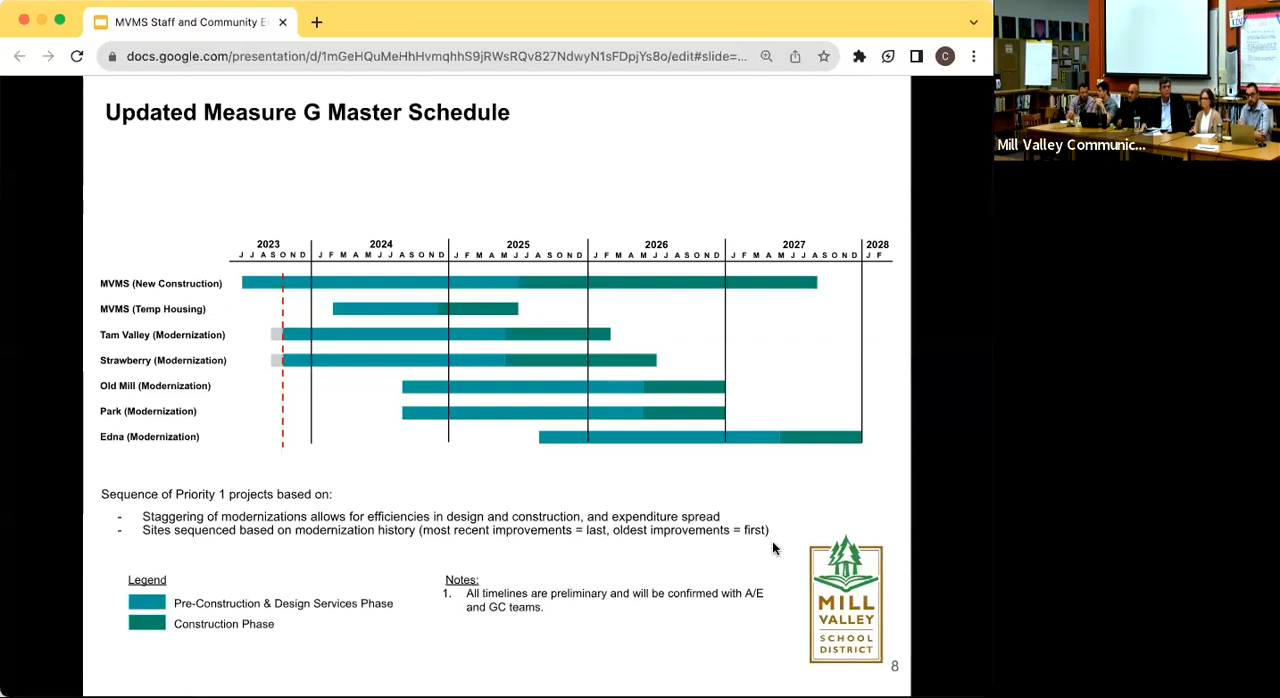 MVMS Staff and Community E
docs.google.com/presentation/d/1mGeHQuMeHhHvmqhhS9jRWsRQv827NdwyN1sFDpjYs8o/edit#slide=...
C
Mill Valley Communic...
Updated Measure G Master Schedule
2023 2024 2025 2026 2027 2028
J J A S O N D J F M A M J J A S O N D J F M A M J J A S O N D J F M A M J J A S O N D J F M A M J J A S O N D J F
MVMS (New Construction)
MVMS (Temp Housing)
Tam Valley (Modernization)
Strawberry (Modernization)
Old Mill (Modernization)
Park (Modernization)
Edna (Modernization)
Sequence of Priority 1 projects based on:
- Staggering of modernizations allows for efficiencies in design and construction, and expenditure spread
- Sites sequenced based on modernization history (most recent improvements = last, oldest improvements = first)
Legend
Pre-Construction & Design Services Phase
Construction Phase
Notes:
1. All timelines are preliminary and will be confirmed with A/E
and GC teams.
MILL
VALLEY
SCHOOL
DISTRICT
8